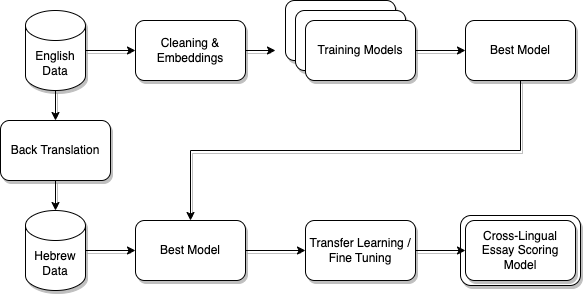 English
Data
Cleaning &
Embeddings
Training Models
Best Model
Back Translation
Hebrew
Data
Best Model
Transfer Learning /
Fine Tuning
Cross-Lingual
Essay Scoring
Model